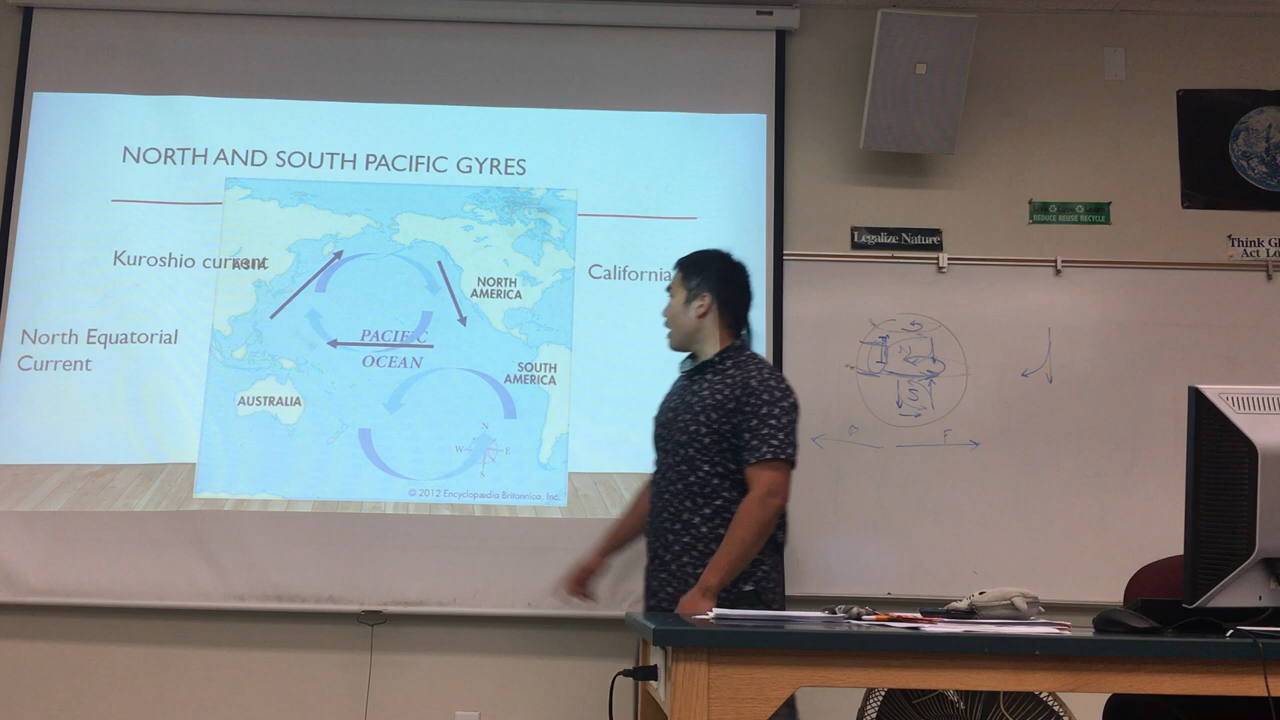 NORTH AND SOUTH PACIFIC GYRES
Kuroshio current
ASIA
NORTH
AMERICA
California
North Equatorial
Current
PACIFIC
OCEAN
SOUTH
AMERICA
AUSTRALIA
N
W E
S
© 2012 Encyclopædia Britannica, Inc.
Legalize Nature
REDUCE REUSE RECYCLE
Think Gl
Act Lo
F